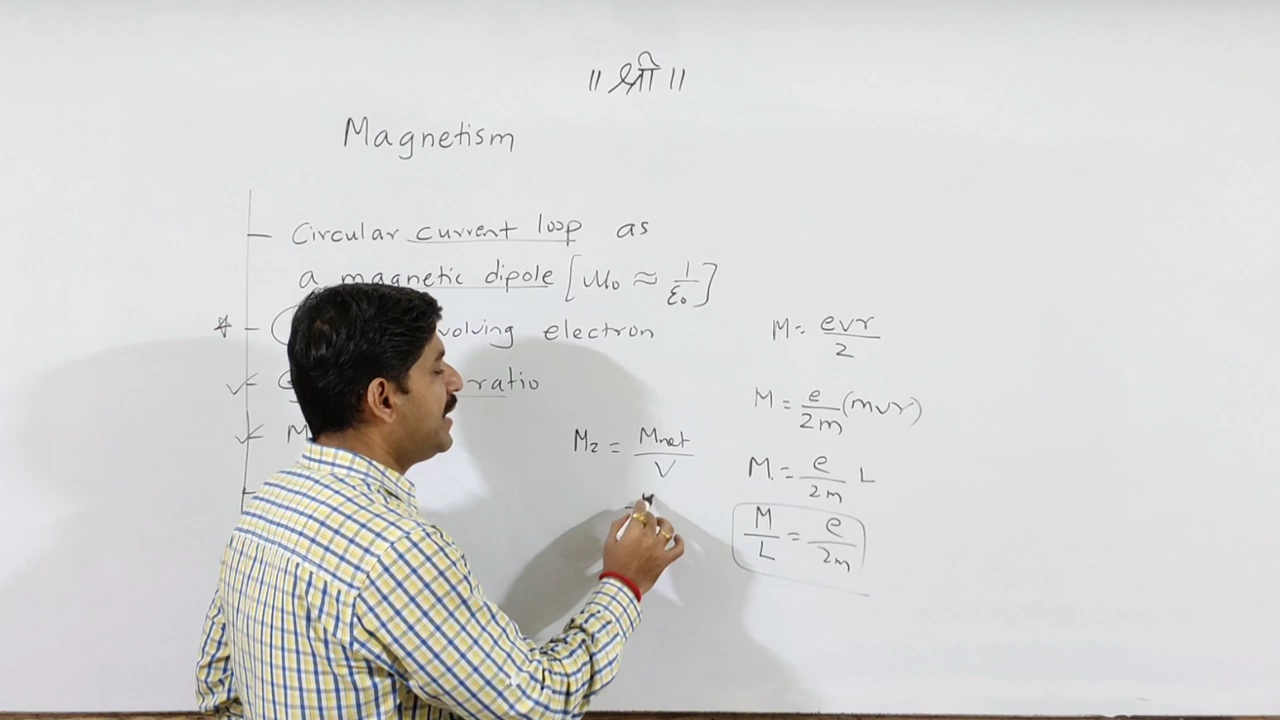 ॥ श्री ॥
Magnetism
Circular current loop as
a magnetic dipole [μ₀ ≈ 1/ε₀]
volving electron
ratio
M
M = evr/2
M = e/2m (mvr)
M = e/2m L
M/L = e/2m
Mz = Mnet/V